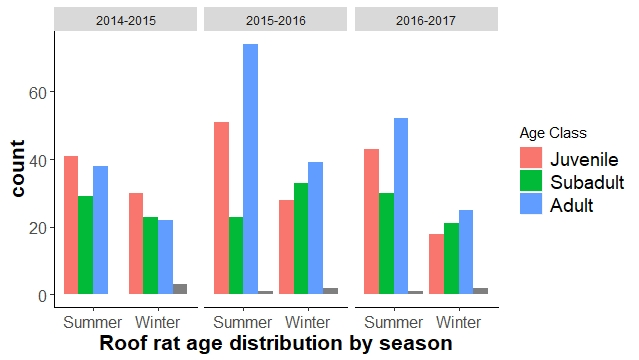 2014-2015 2015-2016 2016-2017
count
60
40
20
0
Summer Winter Summer Winter Summer Winter
Roof rat age distribution by season
Age Class
Juvenile
Subadult
Adult